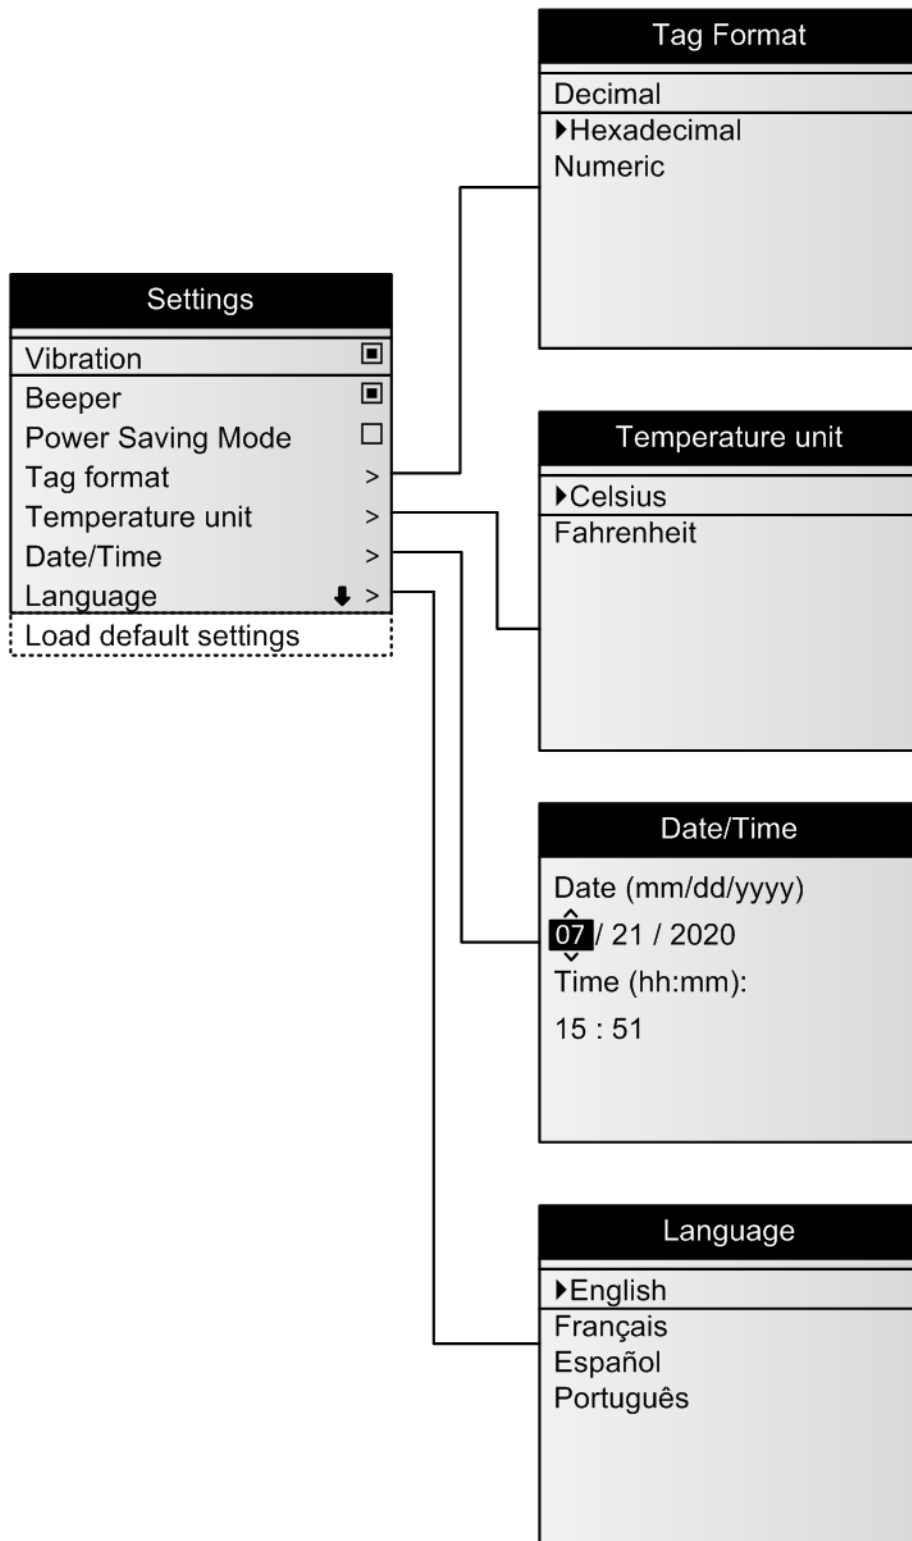 Settings
Vibration
Beeper
Power Saving Mode
Tag format >
Temperature unit >
Date/Time >
Language >
Load default settings
Tag Format
Decimal
Hexadecimal
Numeric
Temperature unit
Celsius
Fahrenheit
Date/Time
Date (mm/dd/yyyy)
07 / 21 / 2020
Time (hh:mm):
15 : 51
Language
English
Français
Español
Português